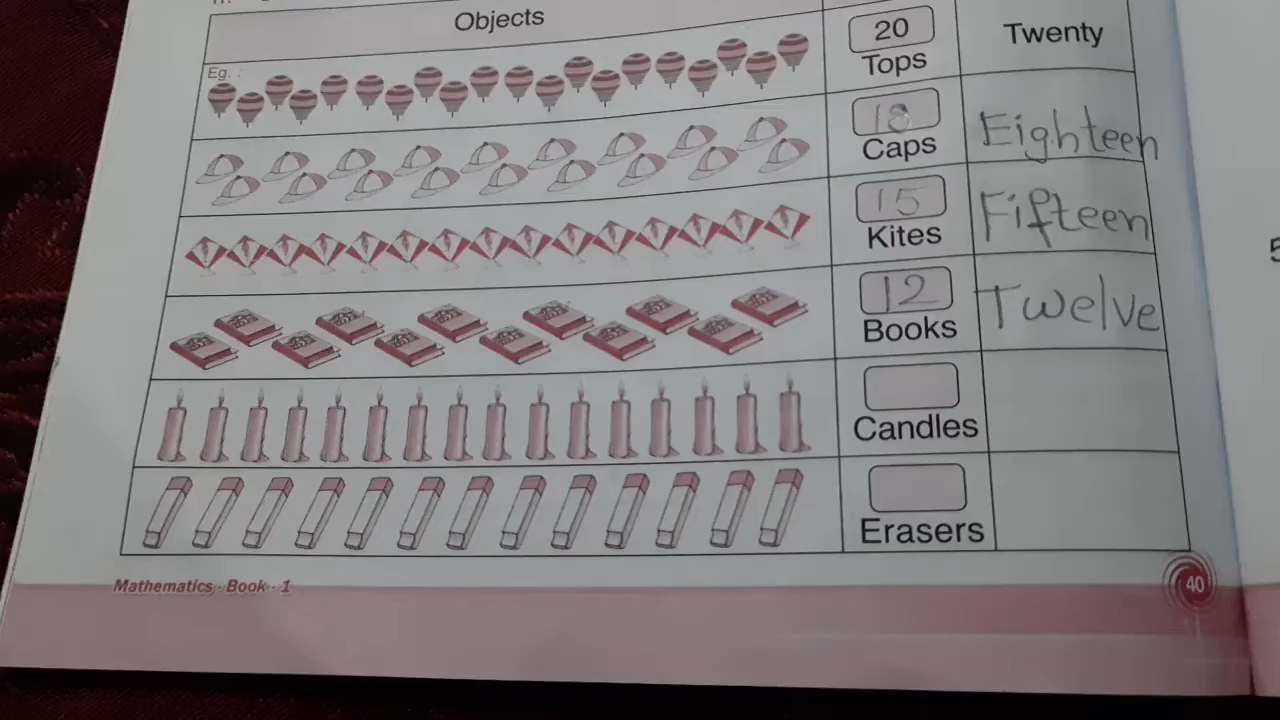 Objects
20
Twenty
Tops
Eg. :
18
Eighteen
Caps
15
Fifteen
Kites
12
Twelve
Books
Candles
Erasers
Mathematics - Book - 1
40
5